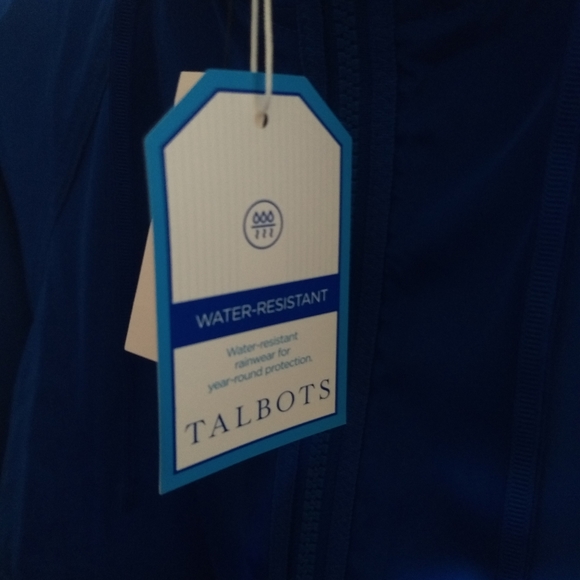 WATER-RESISTANT
Water-resistant
rainwear for
year-round protection.
TALBOTS